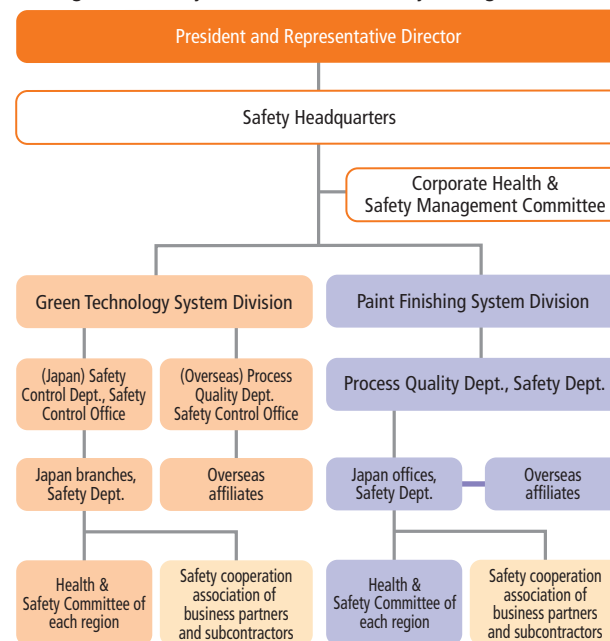 President and Representative Director
Safety Headquarters
Corporate Health &
Safety Management Committee
Green Technology System Division
Paint Finishing System Division
(Japan) Safety
Control Dept., Safety
Control Office
(Overseas) Process
Quality Dept.
Safety Control Office
Process Quality Dept., Safety Dept.
Japan branches,
Safety Dept.
Overseas
affiliates
Japan offices,
Safety Dept.
Overseas
affiliates
Health &
Safety Committee of
each region
Safety cooperation
association of
business partners
and subcontractors
Health &
Safety Committee of
each region
Safety cooperation
association of
business partners
and subcontractors